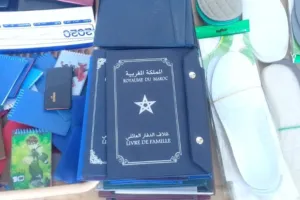 2020
المملكة المغربية
ROYAUME DU MAROC
غلاف الدفتر العائلي
LIVRE DE FAMILLE